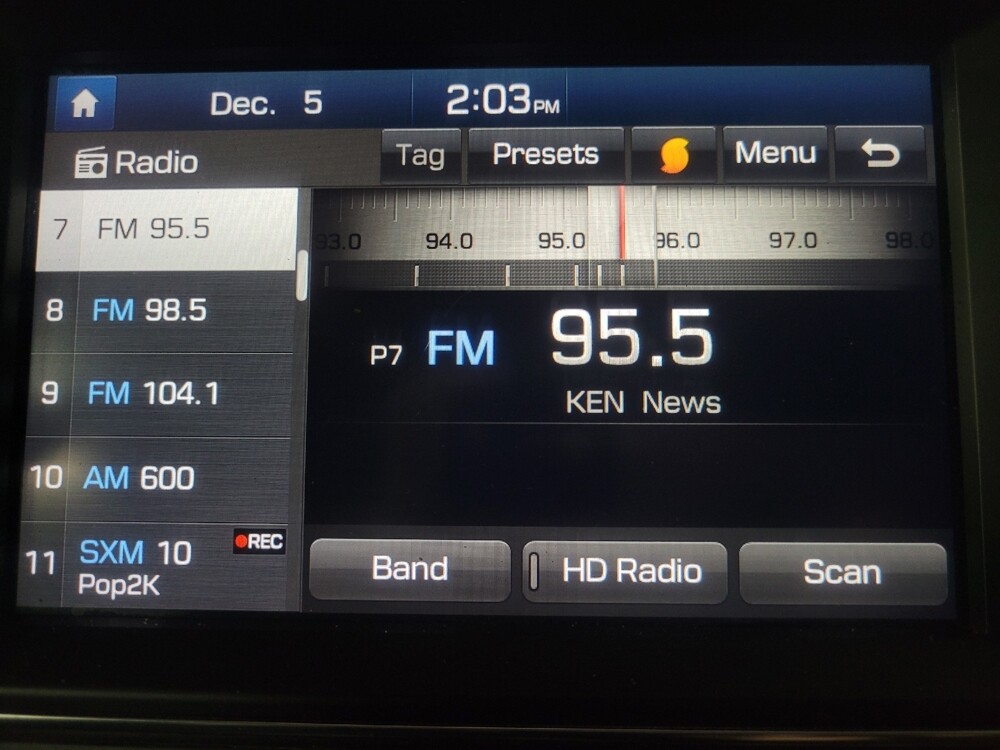 Dec. 5 2:03PM
Radio Tag Presets Menu
7 FM 95.5
8 FM 98.5
9 FM 104.1
10 AM 600
11 SXM 10 REC
Pop2K
93.0 94.0 95.0 96.0 97.0 98.0
P7 FM 95.5
KEN News
Band HD Radio Scan